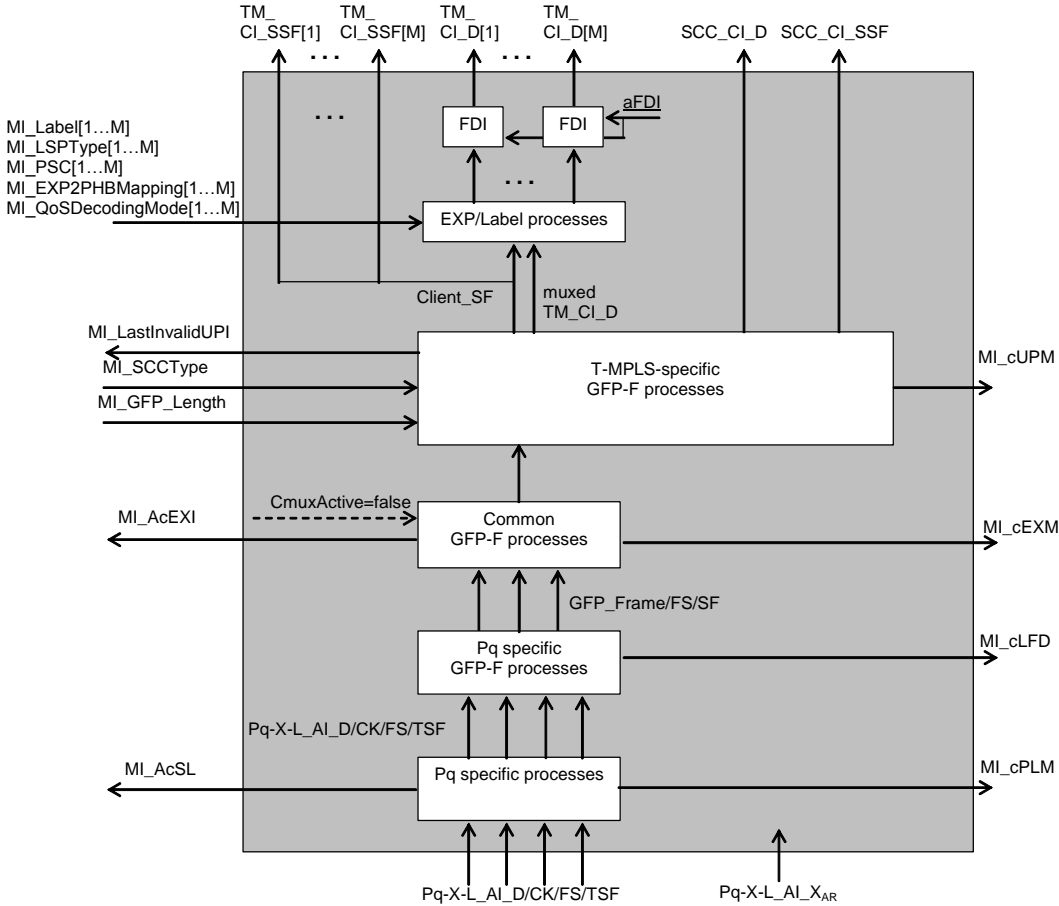 TM_
CI_SSF[1]
TM_
CI_SSF[M]
TM_
CI_D[1]
TM_
CI_D[M]
SCC_CI_D
SCC_CI_SSF
...
...
...
aFDI
FDI
FDI
MI_Label[1…M]
MI_LSPType[1…M]
MI_PSC[1…M]
MI_EXP2PHBMapping[1…M]
MI_QoSDecodingMode[1…M]
...
EXP/Label processes
Client_SF
muxed
TM_CI_D
MI_LastInvalidUPI
MI_SCCType
MI_GFP_Length
T-MPLS-specific
GFP-F processes
MI_cUPM
CmuxActive=false
MI_AcEXI
Common
GFP-F processes
MI_cEXM
GFP_Frame/FS/SF
Pq specific
GFP-F processes
MI_cLFD
Pq-X-L_AI_D/CK/FS/TSF
MI_AcSL
Pq specific processes
MI_cPLM
Pq-X-L_AI_D/CK/FS/TSF
Pq-X-L_AI_XAR